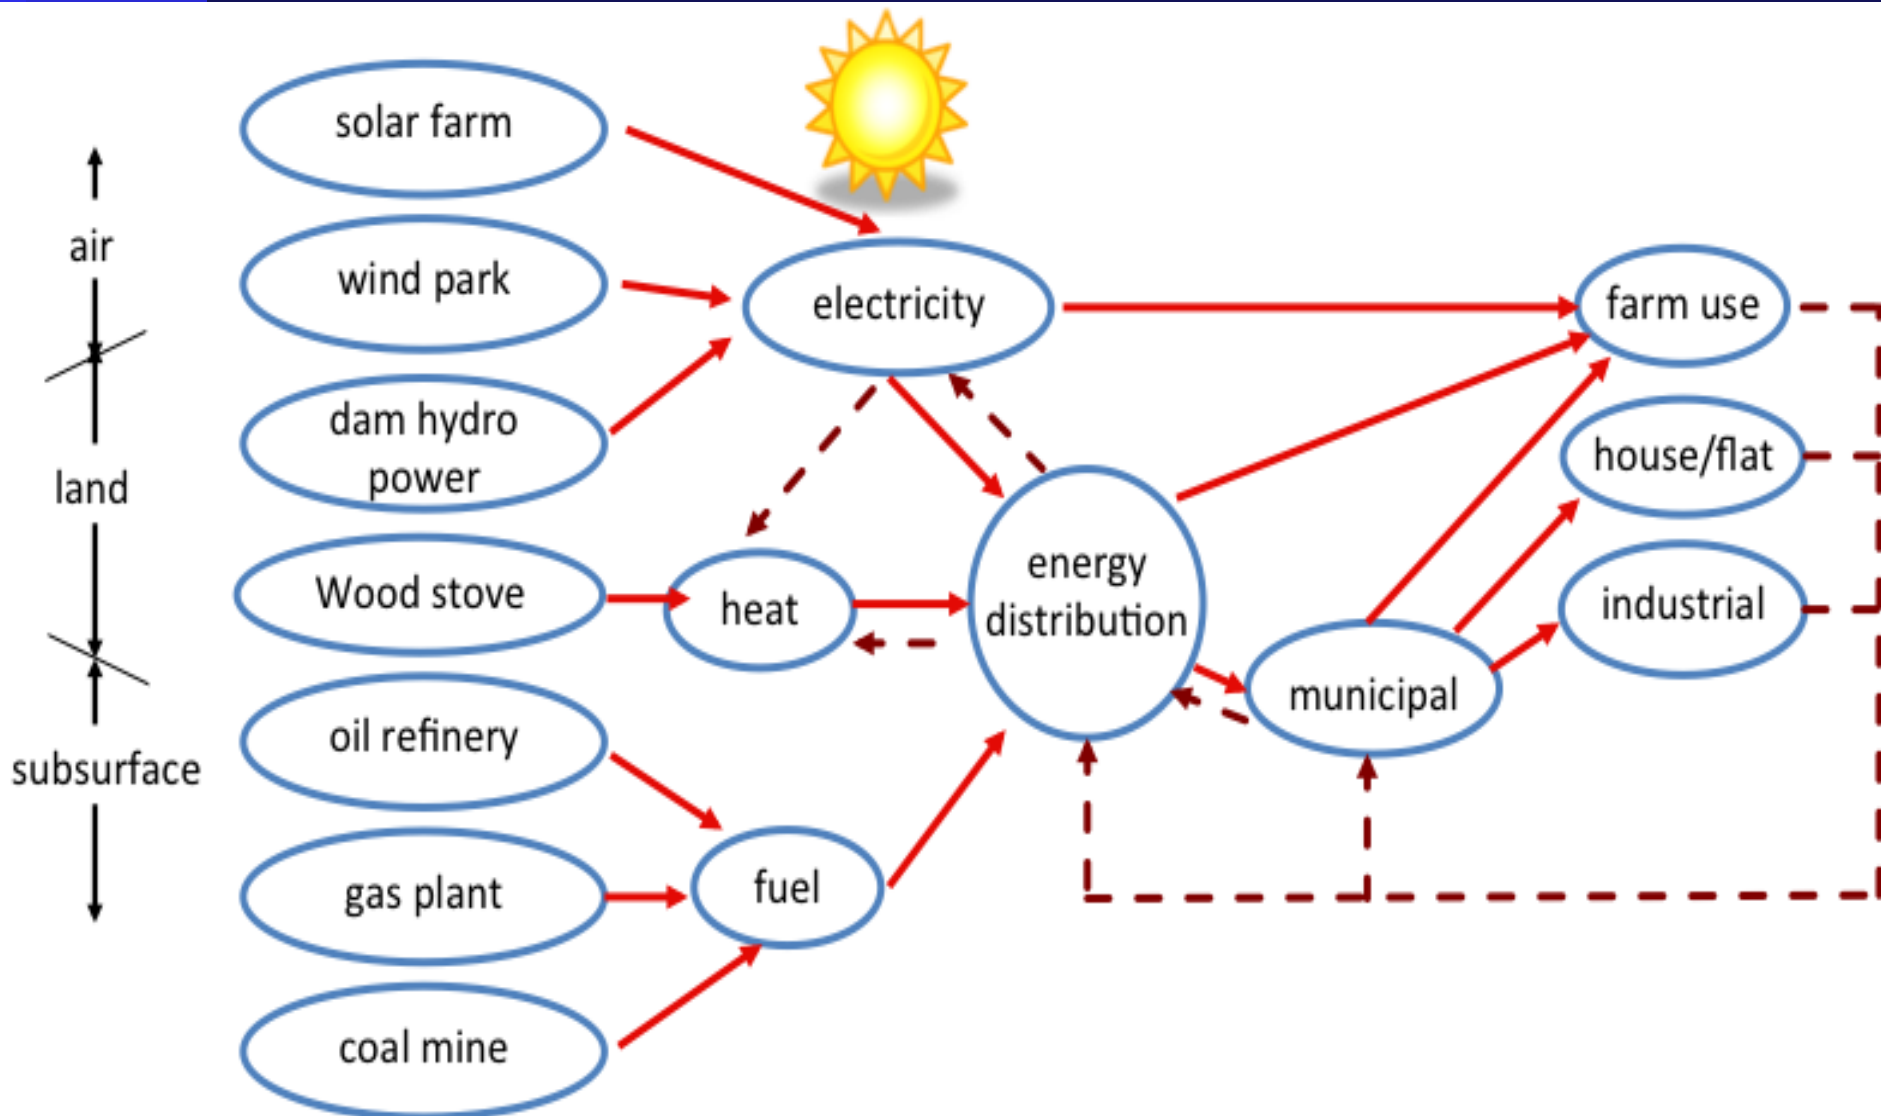 air
land
subsurface
solar farm
wind park
dam hydro
power
Wood stove
oil refinery
gas plant
coal mine
electricity
heat
fuel
energy
distribution
municipal
farm use
house/flat
industrial